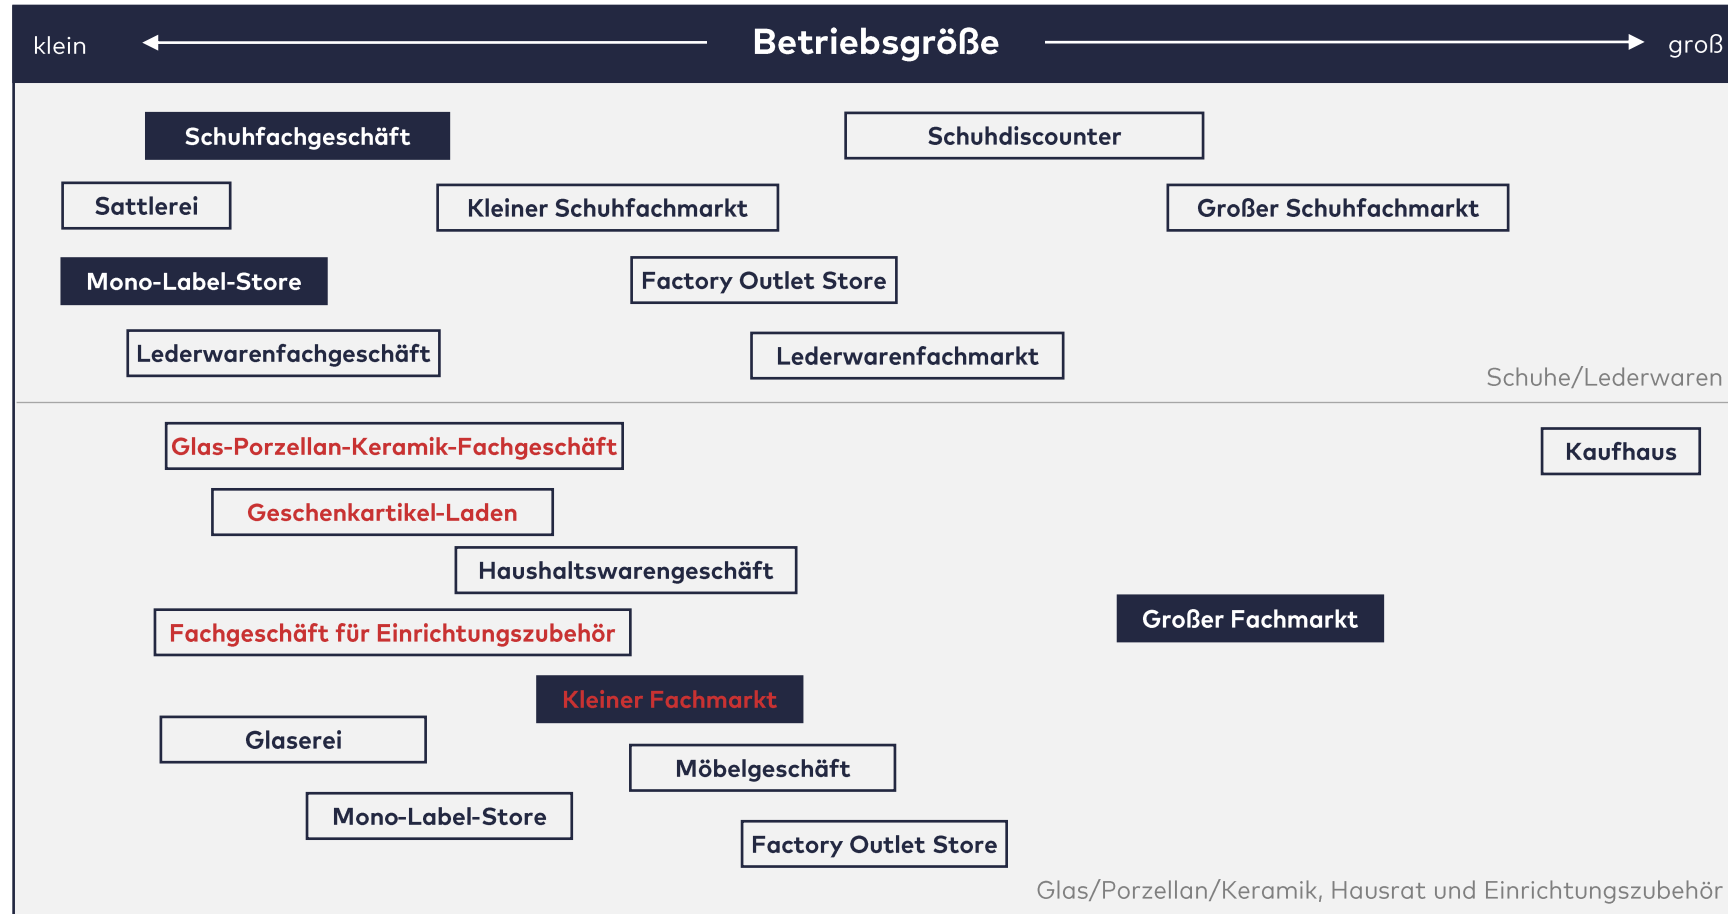 klein
Betriebsgröße
groß
Schuhfachgeschäft
Schuhdiscounter
Sattlerei
Kleiner Schuhfachmarkt
Großer Schuhfachmarkt
Mono-Label-Store
Factory Outlet Store
Lederwarenfachgeschäft
Lederwarenfachmarkt
Schuhe/Lederwaren
Glas-Porzellan-Keramik-Fachgeschäft
Kaufhaus
Geschenkartikel-Laden
Haushaltswarengeschäft
Großer Fachmarkt
Fachgeschäft für Einrichtungszubehör
Kleiner Fachmarkt
Glaserei
Möbelgeschäft
Mono-Label-Store
Factory Outlet Store
Glas/Porzellan/Keramik, Hausrat und Einrichtungszubehör